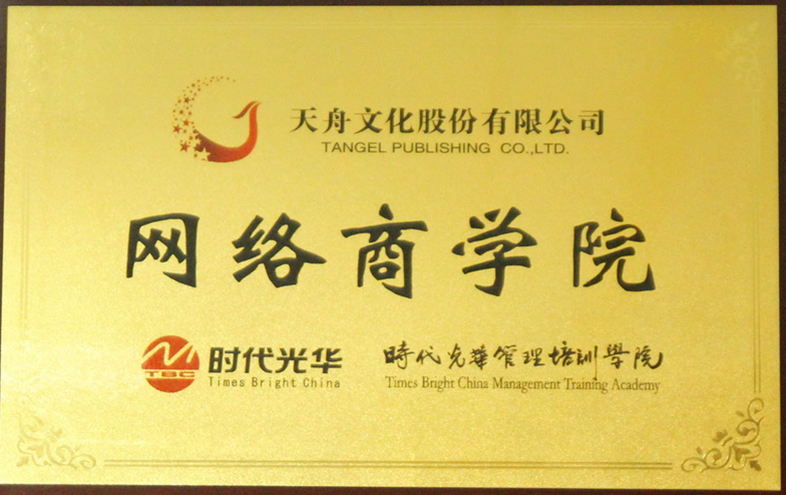 天舟文化股份有限公司
TANGEL PUBLISHING CO.,LTD.
网络商学院
TBC
时代光华
Times Bright China
時代光華管理培訓學院
Times Bright China Management Training Academy